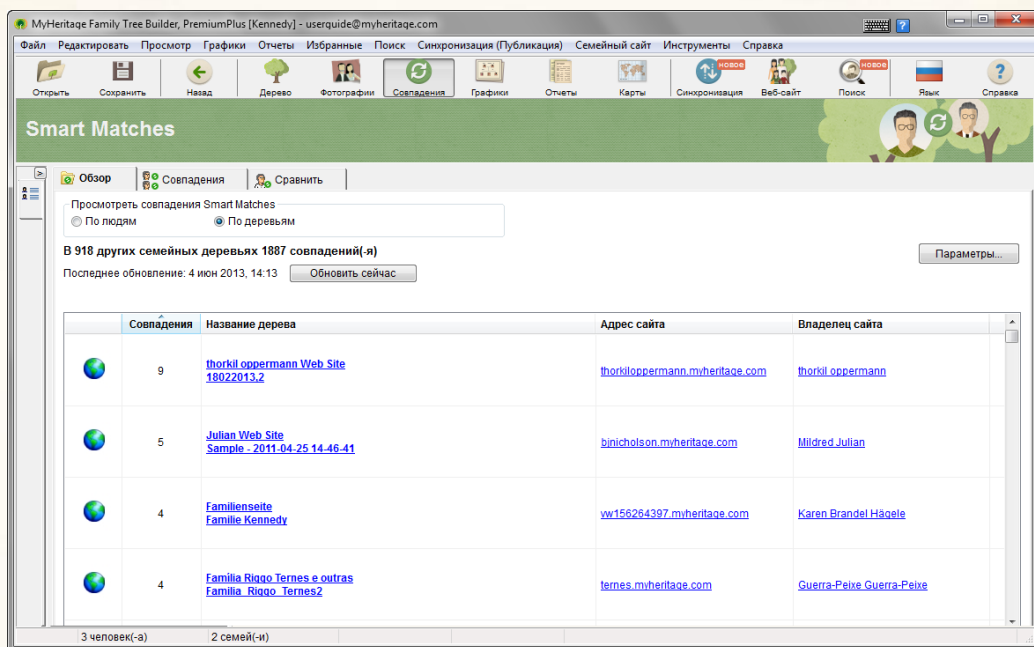 MyHeritage Family Tree Builder, PremiumPlus [Kennedy] - userguide@myheritage.com
Файл Редактировать Просмотр Графики Отчеты Избранные Поиск Синхронизация (Публикация) Семейный сайт Инструменты Справка
НОВОЕ НОВОЕ
Открыть Сохранить Назад Дерево Фотографии Совпадения Графики Отчеты Карты Синхронизация Веб-сайт Поиск Язык Справка
Smart Matches
Обзор Совпадения Сравнить
Просмотреть совпадения Smart Matches
По людям По деревьям
В 918 других семейных деревьях 1887 совпадений(-я)
Параметры...
Последнее обновление: 4 июн 2013, 14:13 Обновить сейчас
Совпадения Название дерева Адрес сайта Владелец сайта
thorkil oppermann Web Site
9 thorkiloppermann.myheritage.com thorkil oppermann
18022013,2
Julian Web Site
5 bjnicholson.myheritage.com Mildred Julian
Sample - 2011-04-25 14-46-41
Familienseite
4 vw156264397.myheritage.com Karen Brandel Hägele
Familie Kennedy
Família Riggo Ternes e outras
4 ternes.myheritage.com Guerra-Peixe Guerra-Peixe
Família_Riggo_Ternes2
3 человек(-а) 2 семей(-и)